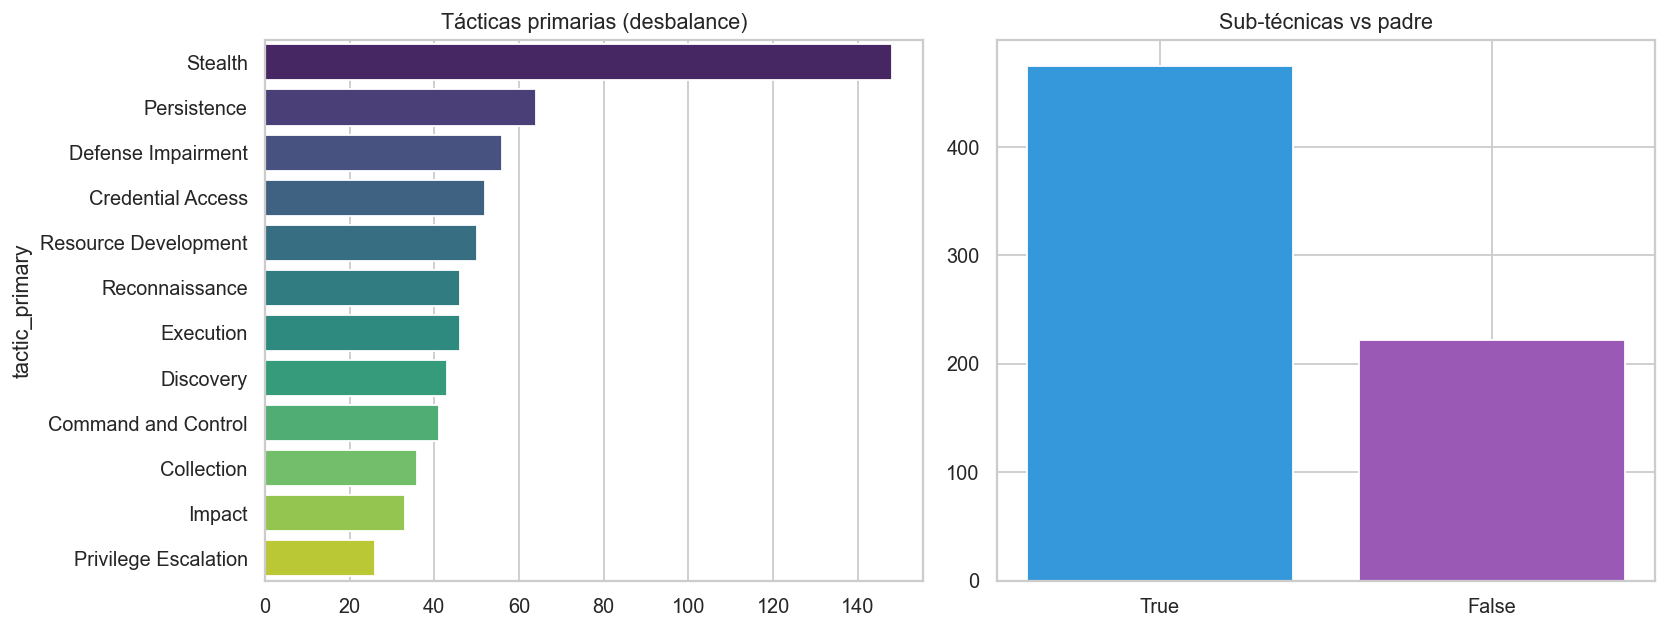 Tácticas primarias (desbalance)
tactic_primary
Stealth
Persistence
Defense Impairment
Credential Access
Resource Development
Reconnaissance
Execution
Discovery
Command and Control
Collection
Impact
Privilege Escalation
0 20 40 60 80 100 120 140
Sub-técnicas vs padre
400
300
200
100
0
True False